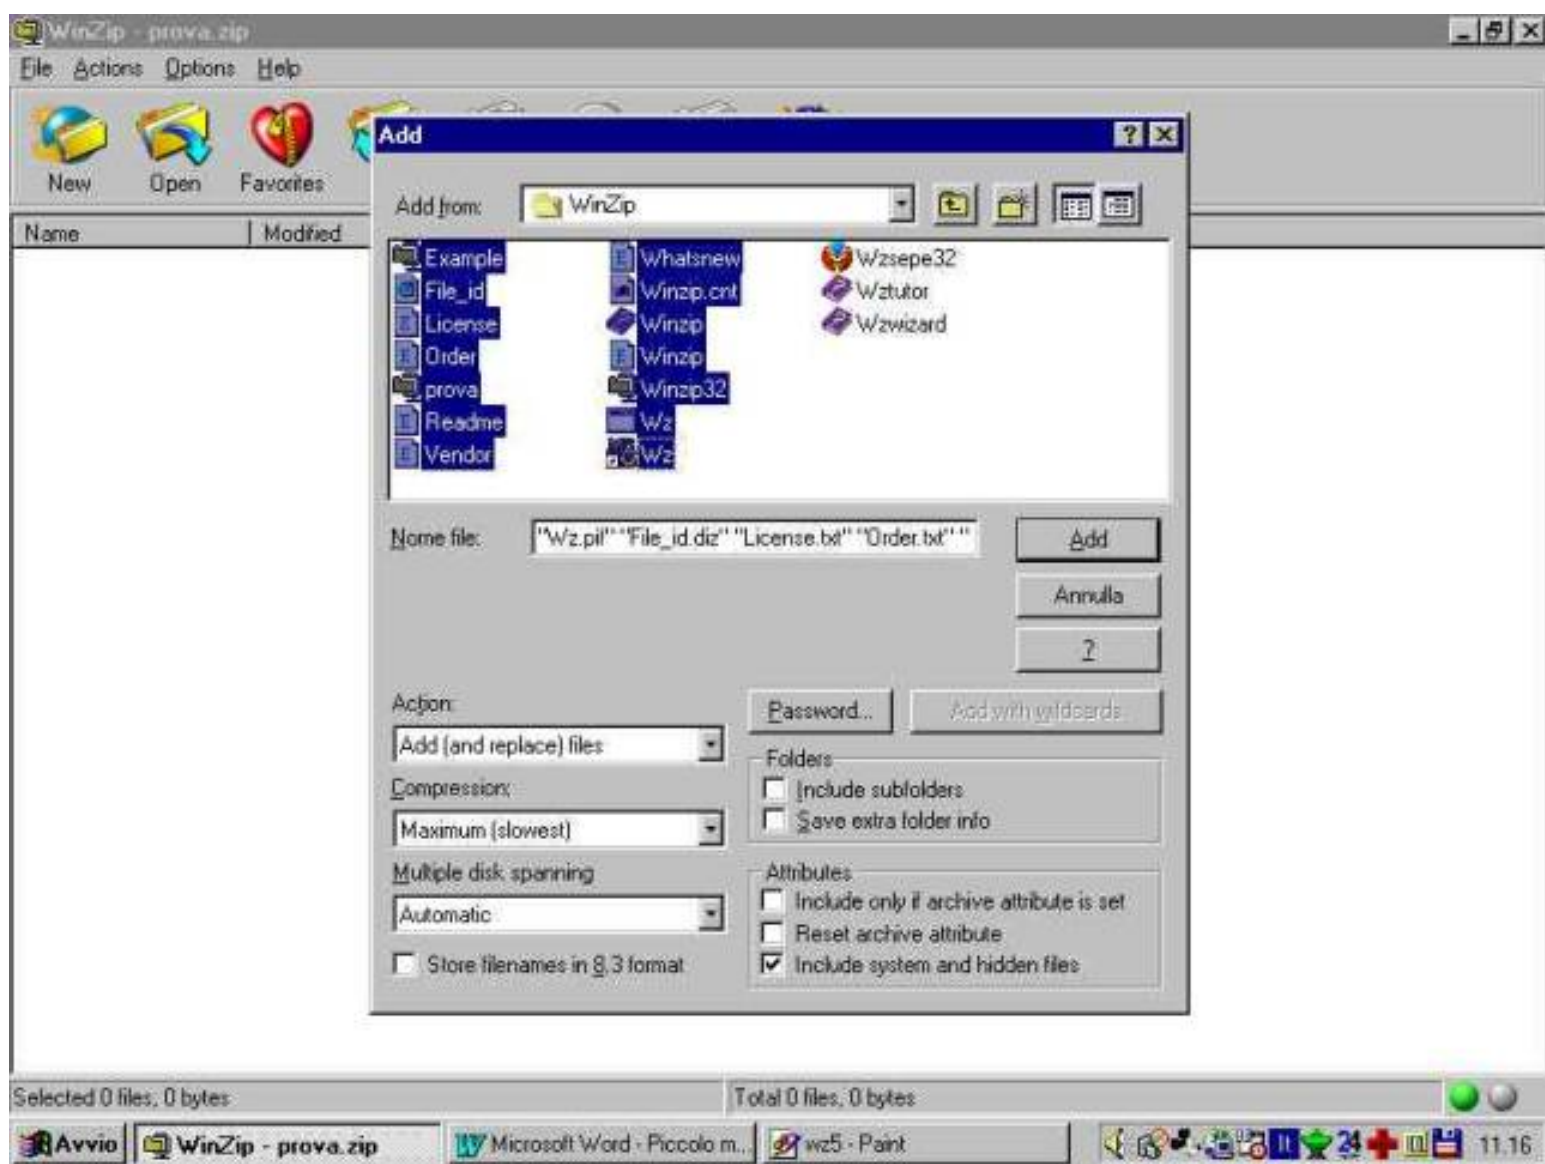 WinZip - prova.zip
File Actions Options Help
New Open Favorites
Add
Add from: WinZip
Name Modified
Example Whatsnew Wzsepe32
File_id Winzip.cnt Wztutor
License Winzip Wzwizard
Order Winzip
prova Winzip32
Readme Wz
Vendor Wz
Nome file: "Wz.pif" "File_id.diz" "License.txt" "Order.txt" "
Add
Annulla
?
Action:
Password... Add with wildcards...
Add (and replace) files
Folders
Compression:
Include subfolders
Maximum (slowest)
Save extra folder info
Multiple disk spanning
Attributes
Automatic
Include only if archive attribute is set
Reset archive attribute
Store filenames in 8.3 format
Include system and hidden files
Selected 0 files, 0 bytes Total 0 files, 0 bytes
Avvio WinZip - prova.zip Microsoft Word - Piccolo m... wz5 - Paint 24 11.16